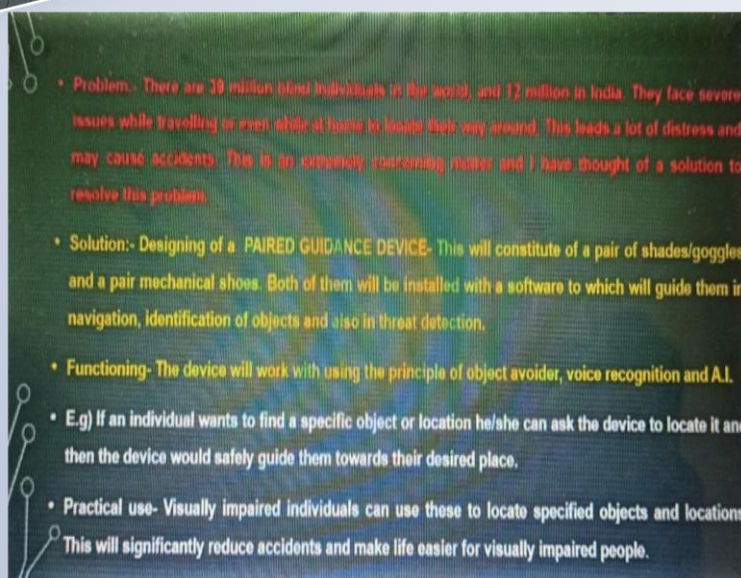 • Problem:- There are 39 million blind individuals in the world, and 12 million in India. They face severe
issues while travelling or even while at home to locate their way around. This leads a lot of distress and
may cause accidents. This is an extremely concerning matter and I have thought of a solution to
resolve this problem.
• Solution:- Designing of a PAIRED GUIDANCE DEVICE- This will constitute of a pair of shades/goggles
and a pair mechanical shoes. Both of them will be installed with a software to which will guide them in
navigation, identification of objects and also in threat detection.
• Functioning- The device will work with using the principle of object avoider, voice recognition and A.I.
• E.g) If an individual wants to find a specific object or location he/she can ask the device to locate it and
then the device would safely guide them towards their desired place.
• Practical use- Visually impaired individuals can use these to locate specified objects and locations
This will significantly reduce accidents and make life easier for visually impaired people.